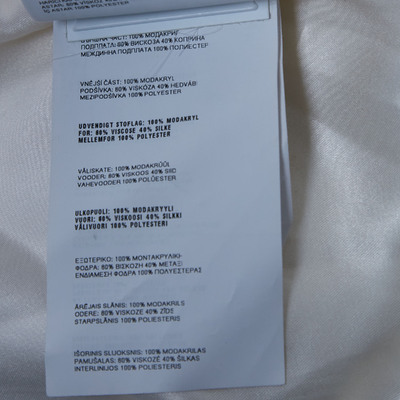 5) ASTAR 100% POLYESTER
ПОДПЛАТА: 60% ВИСКОЗА 40% КОПРИНА
МЕЖДИННА ПОДПЛАТА 100% ПОЛИЕСТЕР
VNĚJŠÍ ČÁST: 100% MODAKRYL
PODŠÍVKA: 60% VISKÓZA 40% HEDVÁBÍ
MEZIPODŠÍVKA 100% POLYESTER
UDVENDIGT STOFLAG: 100% MODAKRYL
FOR: 60% VISCOSE 40% SILKE
MELLEMFOR 100% POLYESTER
VÄLISKATE: 100% MODAKRÜÜL
VOODER: 60% VISKOOS 40% SIID
VAHEVOODER 100% POLÜESTER
ULKOPUOLI: 100% MODAKRYYLI
VUORI: 60% VISKOOSI 40% SILKKI
VÄLIVUORI 100% POLYESTERI
ΕΞΩΤΕΡΙΚΟ: 100% ΜΟΝΤΑΚΡΥΛΙΚΗ
ΦΟΔΡΑ: 60% ΒΙΣΚΟΖΗ 40% ΜΕΤΑΞΙ
ΕΝΔΙΑΜΕΣΗ ΦΟΔΡΑ 100% ΠΟΛΥΕΣΤΕΡΑΣ
ĀRĒJAIS SLĀNIS: 100% MODAKRILS
ODERE: 60% VISKOZE 40% ZĪDS
STARPSLĀNIS 100% POLIESTERIS
IŠORINIS SLUOKSNIS: 100% MODAKRILAS
PAMUŠALAS: 60% VISKOZĖ 40% ŠILKAS
INTERLINIJOS 100% POLIESTERIS